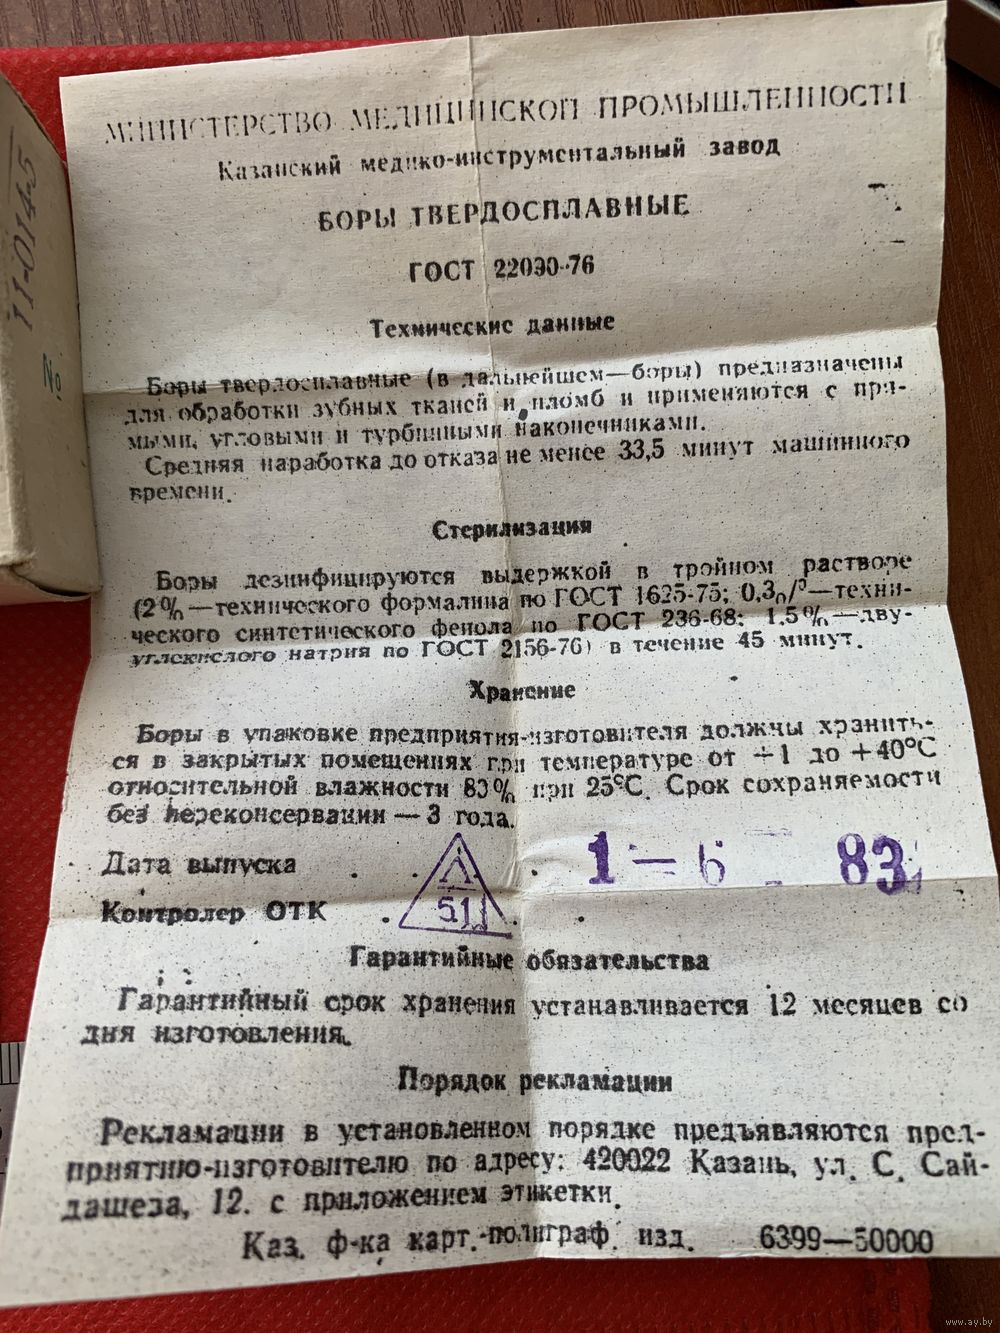 МИНИСТЕРСТВО МЕДИЦИНСКОЙ ПРОМЫШЛЕННОСТИ
Казанский медико-инструментальный завод
БОРЫ ТВЕРДОСПЛАВНЫЕ
ГОСТ 22090-76
Технические данные
Боры твердосплавные (в дальнейшем—боры) предназначены
для обработки зубных тканей и пломб и применяются с пря-
мыми, угловыми и турбинными наконечниками.
Средняя наработка до отказа не менее 33,5 минут машинного
времени.
Стерилизация
Боры дезинфицируются выдержкой в тройном растворе
(2%—технического формалина по ГОСТ 1625-75; 0,3%—техни-
ческого синтетического фенола по ГОСТ 236-68; 1.5%—дву-
углекислого натрия по ГОСТ 2156-76) в течение 45 минут.
Хранение
Боры в упаковке предприятия-изготовителя должны хранить-
ся в закрытых помещениях при температуре от +1 до +40°С
относительной влажности 80% при 25°С. Срок сохраняемости
без переконсервации — 3 года.
Дата выпуска 1 — 6 — 83
Контролер ОТК 51
Гарантийные обязательства
Гарантийный срок хранения устанавливается 12 месяцев со
дня изготовления.
Порядок рекламации
Рекламации в установленном порядке предъявляются пред-
приятию-изготовителю по адресу: 420022 Казань, ул. С. Сай-
дашева, 12. с приложением этикетки.
Каз. ф-ка карт.-полиграф. изд. 6399—50000
11-014-5
№
www.ay.by